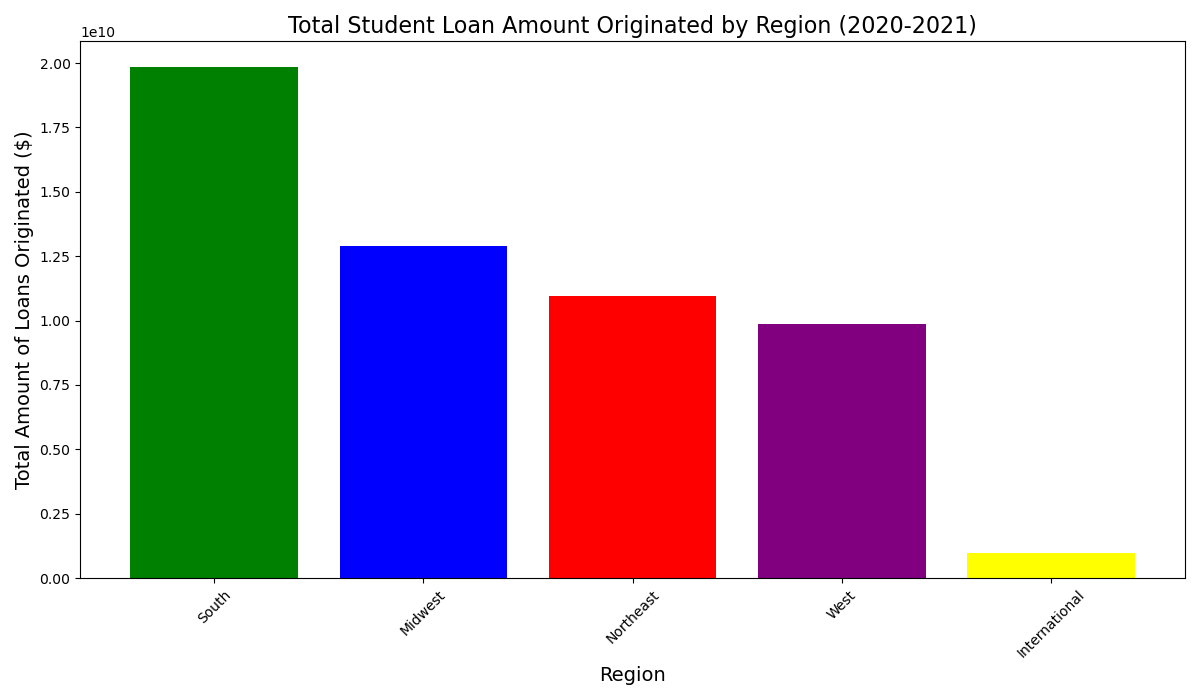 Total Student Loan Amount Originated by Region (2020-2021)
1e10
2.00
1.75
1.50
1.25
1.00
0.75
0.50
0.25
0.00
Total Amount of Loans Originated ($)
South
Midwest
Northeast
West
International
Region